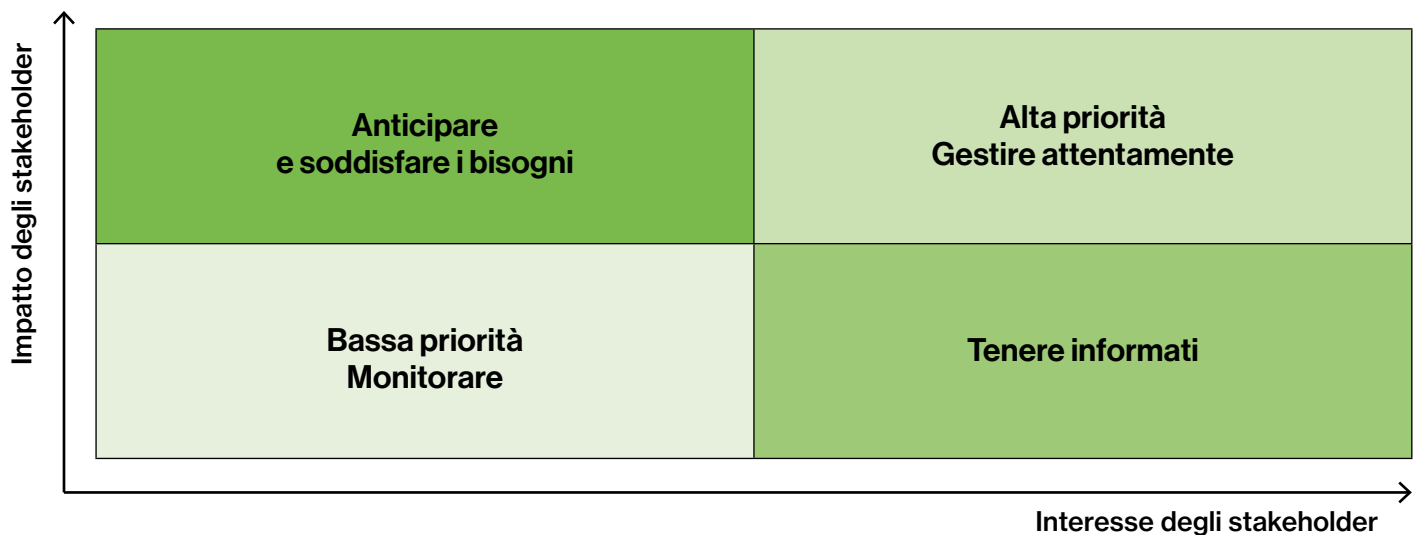 Impatto degli stakeholder
Anticipare
e soddisfare i bisogni
Alta priorità
Gestire attentamente
Bassa priorità
Monitorare
Tenere informati
Interesse degli stakeholder